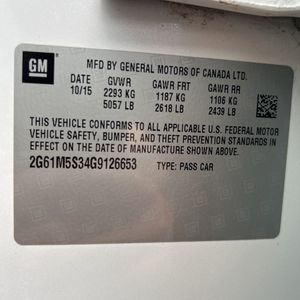 GM
MFD BY GENERAL MOTORS OF CANADA LTD.
DATE GVWR GAWR FRT GAWR RR
10/15 2293 KG 1187 KG 1106 KG
5057 LB 2618 LB 2439 LB
THIS VEHICLE CONFORMS TO ALL APPLICABLE U.S. FEDERAL MOTOR
VEHICLE SAFETY, BUMPER, AND THEFT PREVENTION STANDARDS IN
EFFECT ON THE DATE OF MANUFACTURE SHOWN ABOVE.
2G61M5S34G9126653 TYPE: PASS CAR